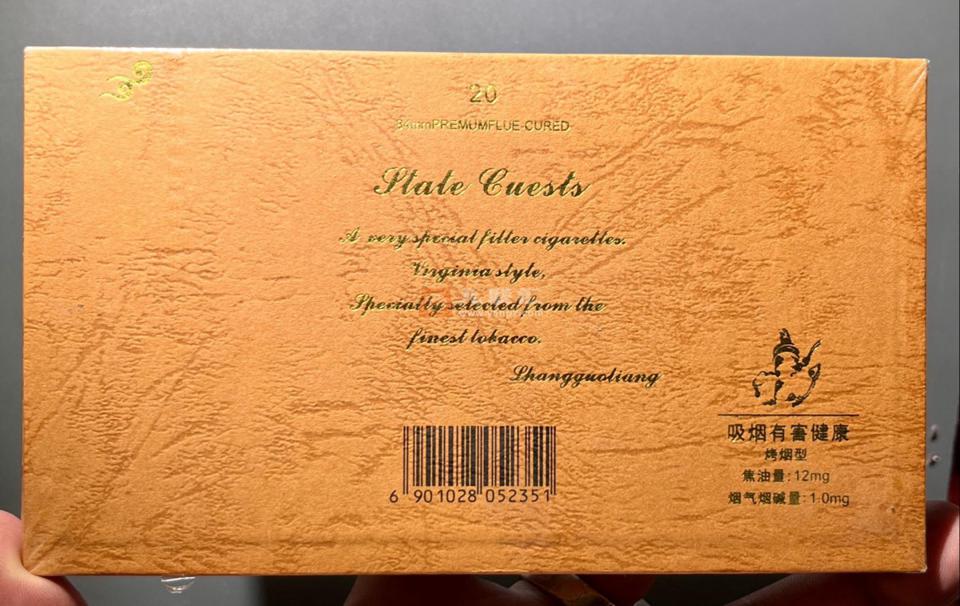 20
84mmPREMUMFLUE-CURED
State Guests
A very special filter cigarettes.
Virginia style,
Specially selected from the
finest tobacco.
Shangguoliang
6 901028 052351
吸烟有害健康
烤烟型
焦油量:12mg
烟气烟碱量:1.0mg